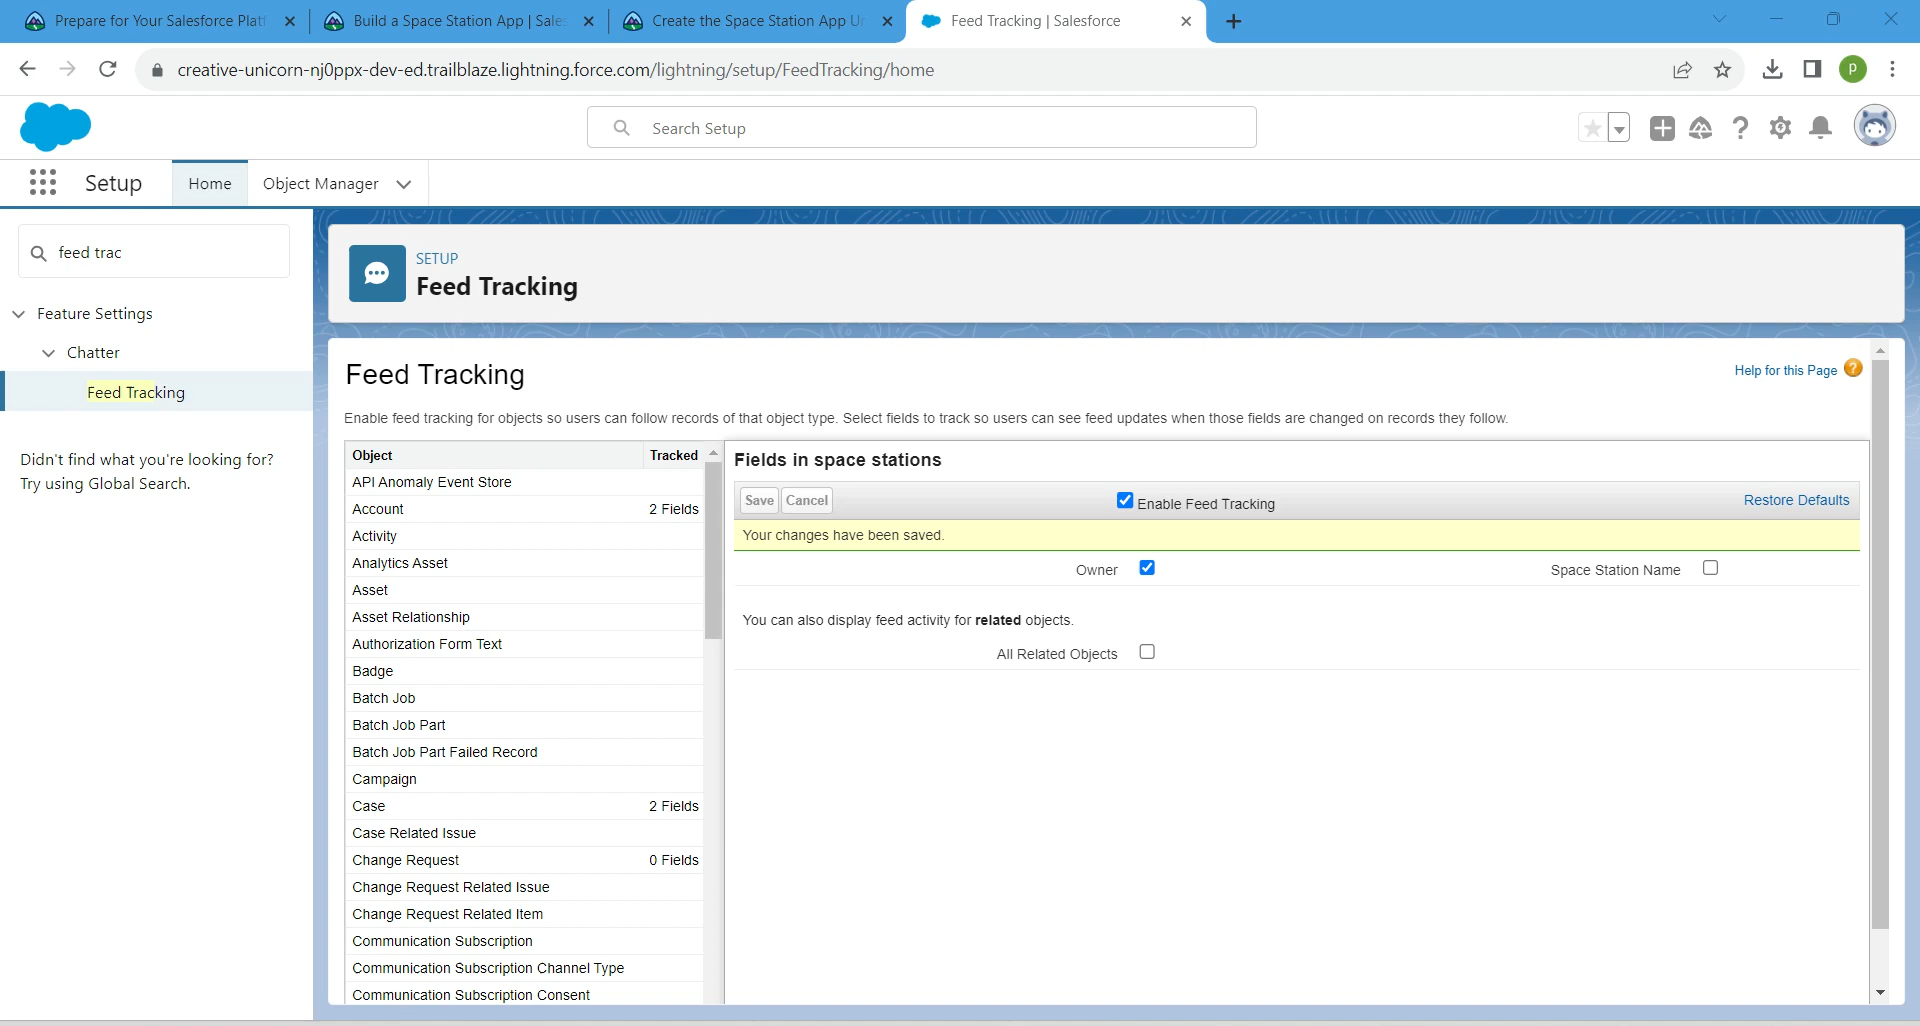 Prepare for Your Salesforce Platf
Build a Space Station App | Sales
Create the Space Station App Ur
Feed Tracking | Salesforce
creative-unicorn-nj0ppx-dev-ed.trailblaze.lightning.force.com/lightning/setup/FeedTracking/home
p
Search Setup
Setup
Home
Object Manager
feed trac
Feature Settings
Chatter
Feed Tracking
Didn't find what you're looking for?
Try using Global Search.
SETUP
Feed Tracking
Feed Tracking
Help for this Page ?
Enable feed tracking for objects so users can follow records of that object type. Select fields to track so users can see feed updates when those fields are changed on records they follow.
Object Tracked
API Anomaly Event Store
Account 2 Fields
Activity
Analytics Asset
Asset
Asset Relationship
Authorization Form Text
Badge
Batch Job
Batch Job Part
Batch Job Part Failed Record
Campaign
Case 2 Fields
Case Related Issue
Change Request 0 Fields
Change Request Related Issue
Change Request Related Item
Communication Subscription
Communication Subscription Channel Type
Communication Subscription Consent
Fields in space stations
Save Cancel Enable Feed Tracking Restore Defaults
Your changes have been saved.
Owner Space Station Name
You can also display feed activity for related objects.
All Related Objects